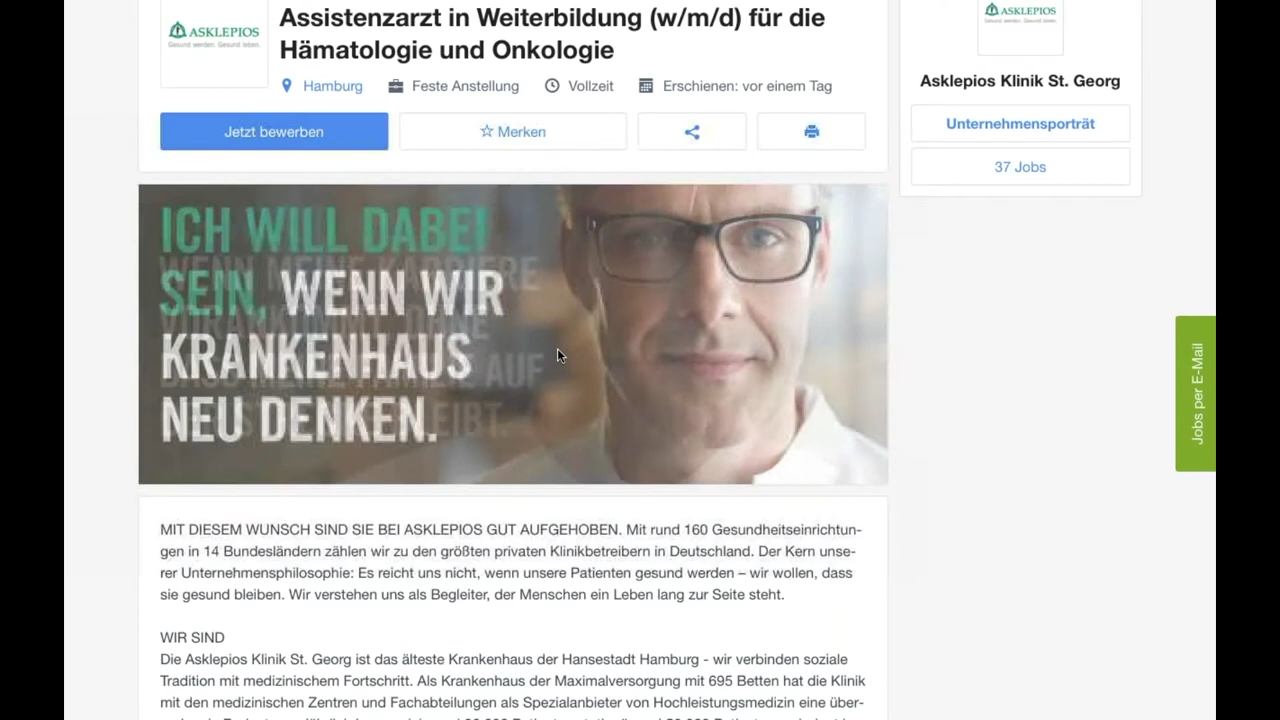 ASKLEPIOS
Gesund werden. Gesund leben.
Assistenzarzt in Weiterbildung (w/m/d) für die
Hämatologie und Onkologie
Hamburg Feste Anstellung Vollzeit Erschienen: vor einem Tag
Jetzt bewerben Merken
ASKLEPIOS
Gesund werden. Gesund leben.
Asklepios Klinik St. Georg
Unternehmensporträt
37 Jobs
ICH WILL DABEI
SEIN, WENN WIR
KRANKENHAUS
NEU DENKEN.
WENN MEINE KARRIERE
Jobs per E-Mail
MIT DIESEM WUNSCH SIND SIE BEI ASKLEPIOS GUT AUFGEHOBEN. Mit rund 160 Gesundheitseinrichtun-
gen in 14 Bundesländern zählen wir zu den größten privaten Klinikbetreibern in Deutschland. Der Kern unse-
rer Unternehmensphilosophie: Es reicht uns nicht, wenn unsere Patienten gesund werden – wir wollen, dass
sie gesund bleiben. Wir verstehen uns als Begleiter, der Menschen ein Leben lang zur Seite steht.
WIR SIND
Die Asklepios Klinik St. Georg ist das älteste Krankenhaus der Hansestadt Hamburg - wir verbinden soziale
Tradition mit medizinischem Fortschritt. Als Krankenhaus der Maximalversorgung mit 695 Betten hat die Klinik
mit den medizinischen Zentren und Fachabteilungen als Spezialanbieter von Hochleistungsmedizin eine über-